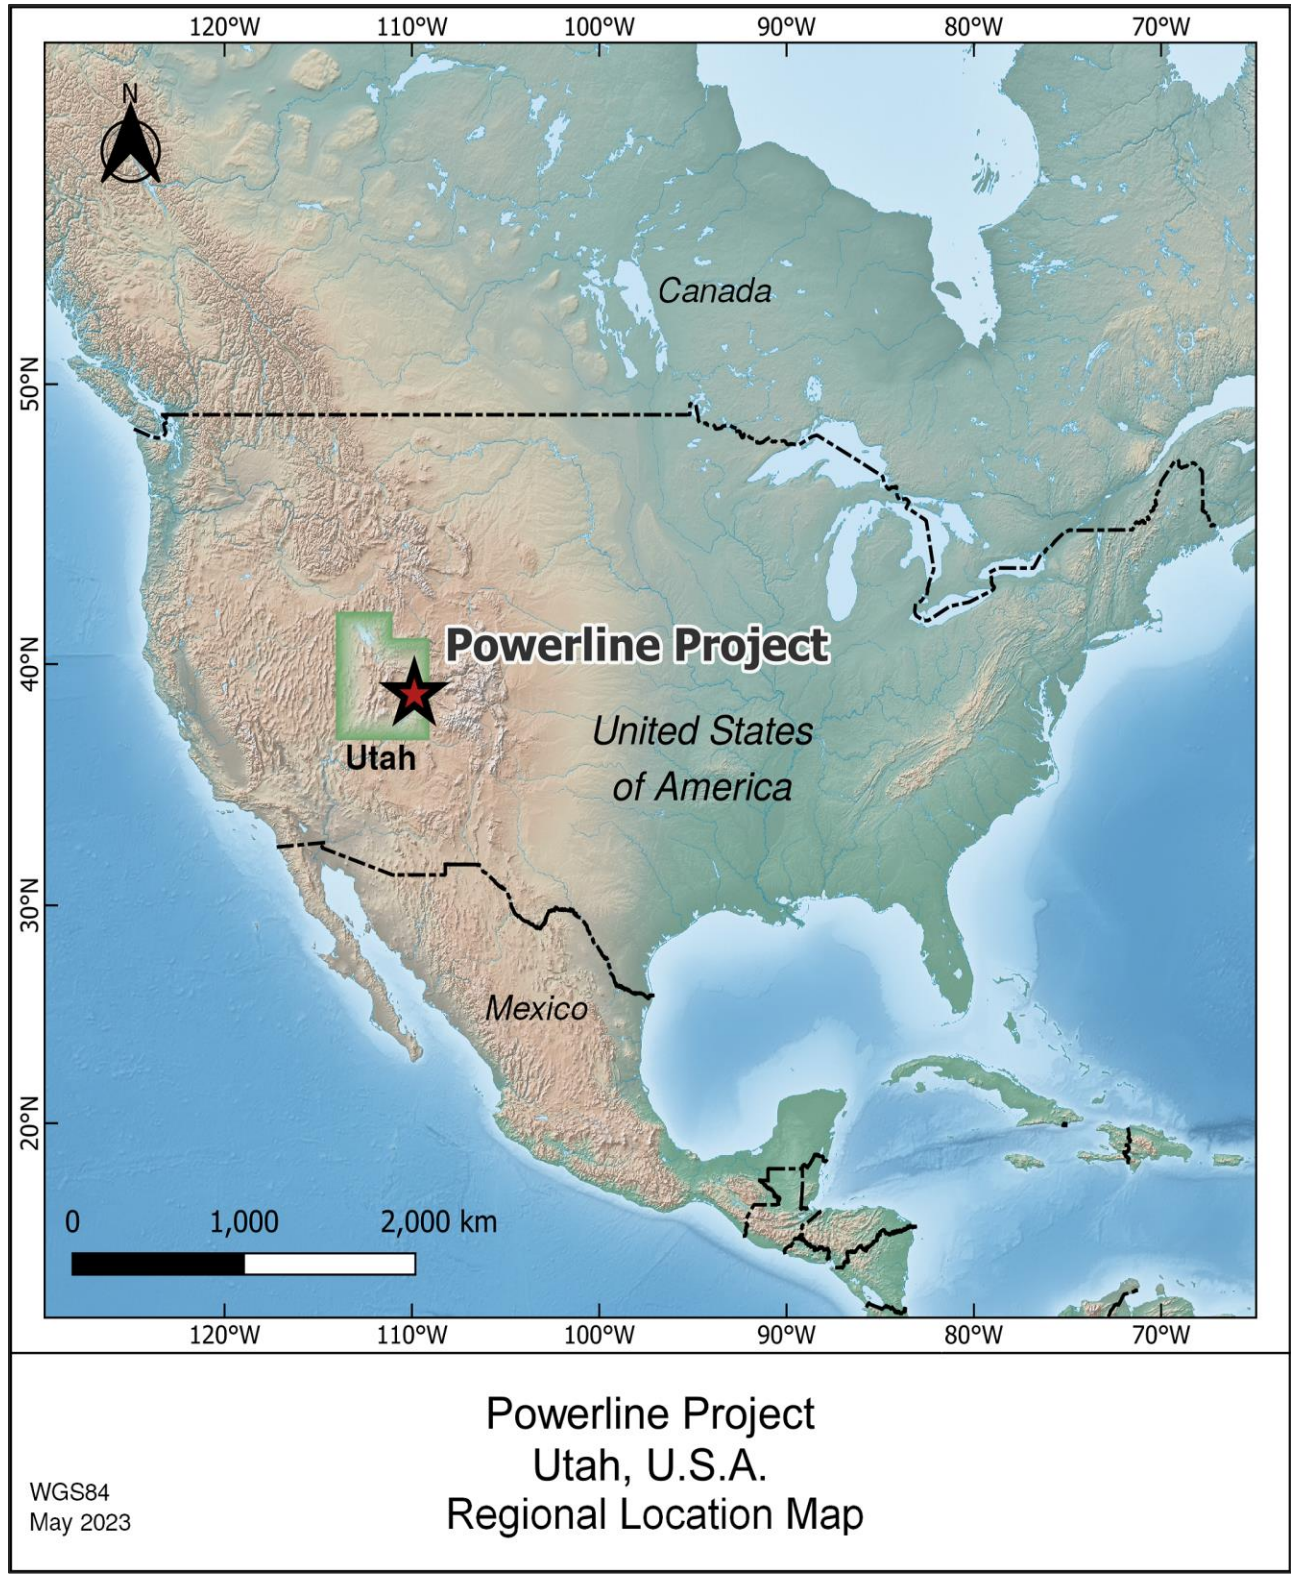 120°W 110°W 100°W 90°W 80°W 70°W
N
Canada
50°N
Powerline Project
40°N
United States
of America
Utah
30°N
Mexico
20°N
0 1,000 2,000 km
120°W 110°W 100°W 90°W 80°W 70°W
Powerline Project
Utah, U.S.A.
Regional Location Map
WGS84
May 2023